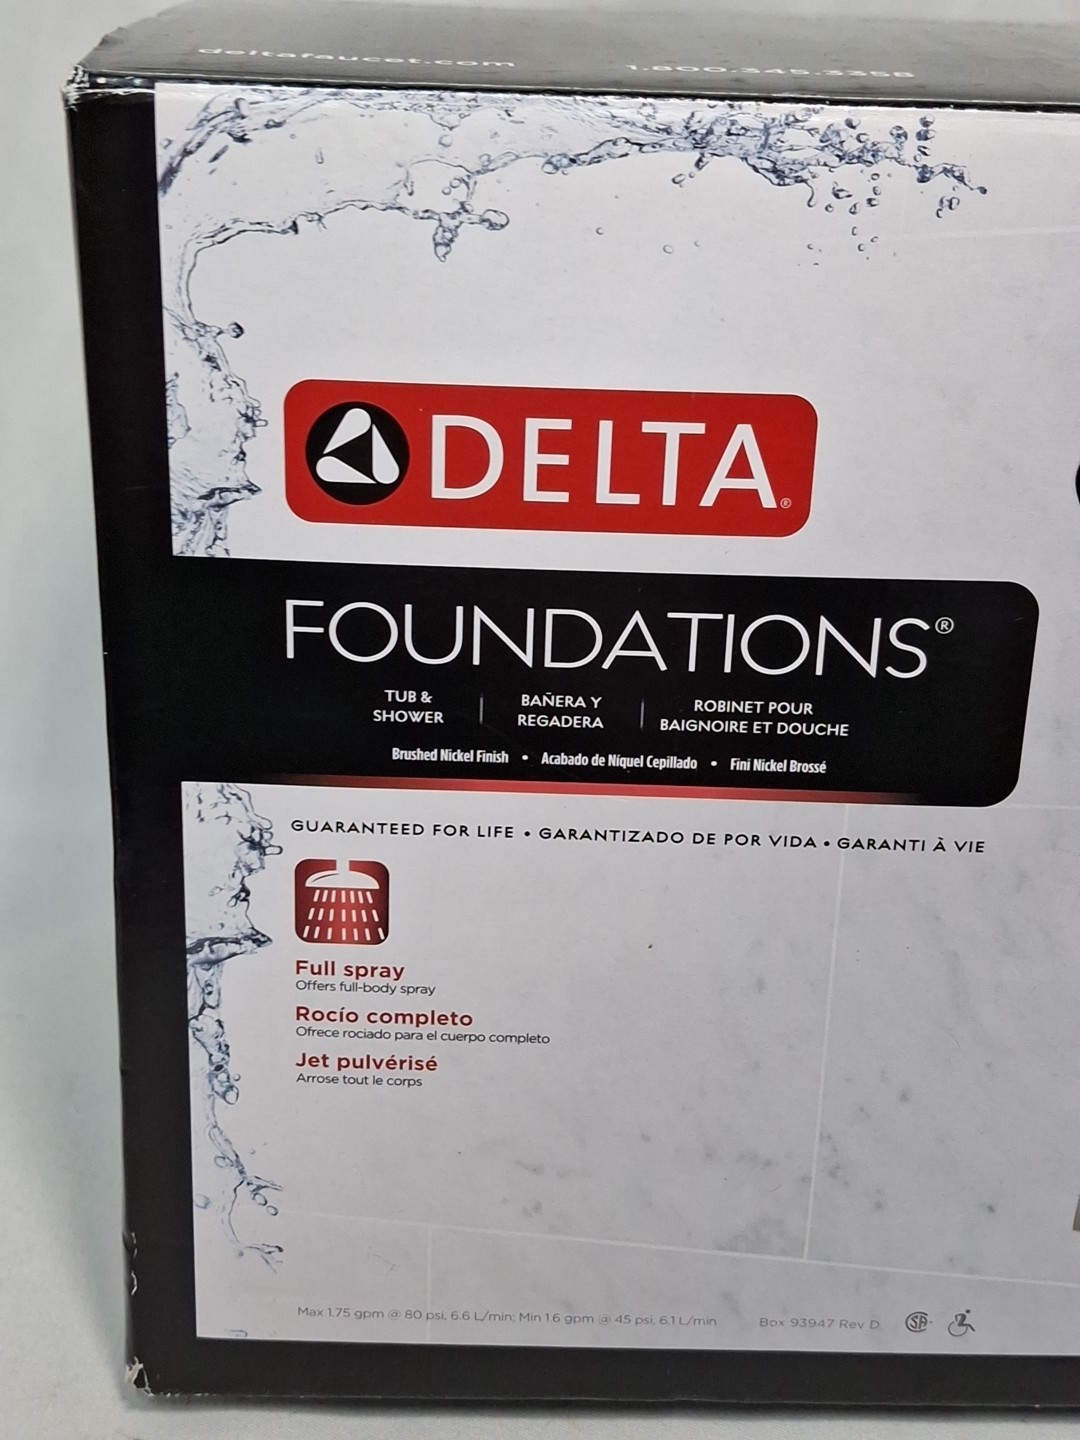 deltafaucet.com 1.800.345.3358
DELTA®
FOUNDATIONS®
TUB &
SHOWER
BAÑERA Y
REGADERA
ROBINET POUR
BAIGNOIRE ET DOUCHE
Brushed Nickel Finish • Acabado de Níquel Cepillado • Fini Nickel Brossé
GUARANTEED FOR LIFE • GARANTIZADO DE POR VIDA • GARANTI À VIE
Full spray
Offers full-body spray
Rocío completo
Ofrece rociado para el cuerpo completo
Jet pulvérisé
Arrose tout le corps
Max 1.75 gpm @ 80 psi, 6.6 L/min; Min 1.6 gpm @ 45 psi, 6.1 L/min Box 93947 Rev D